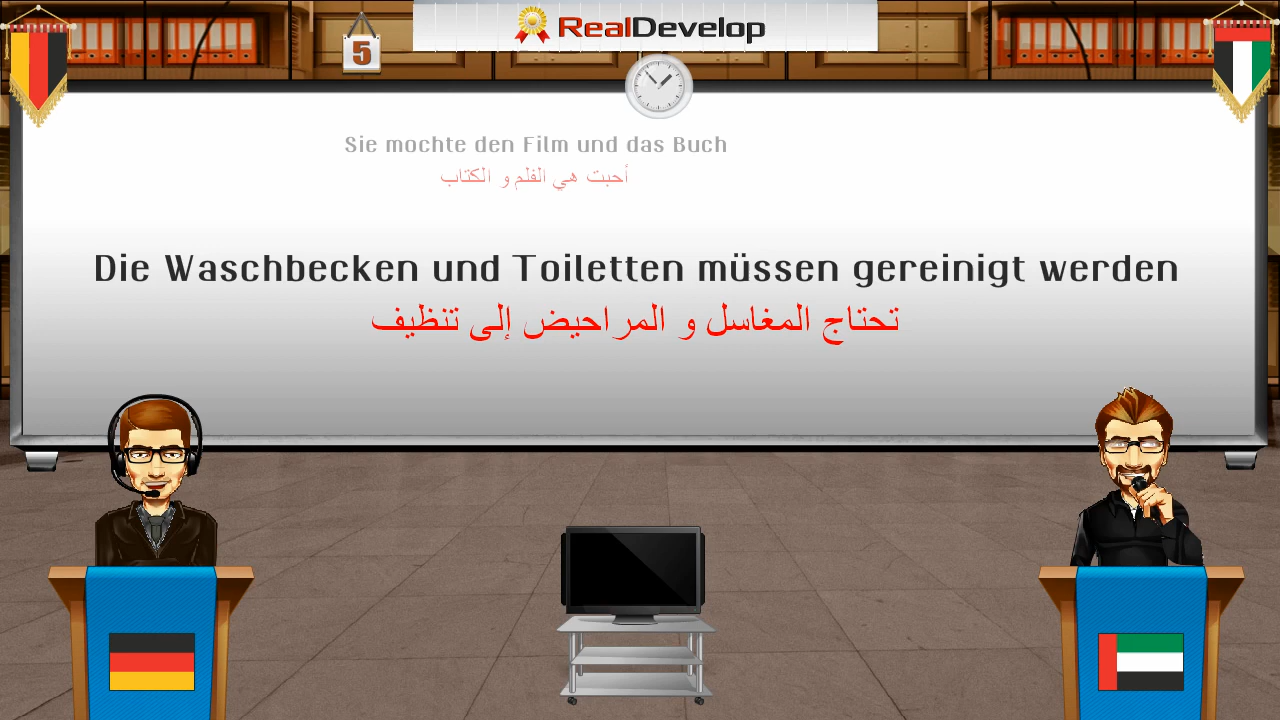 RealDevelop
5
Sie mochte den Film und das Buch
أحبت هي الفلم و الكتاب
Die Waschbecken und Toiletten müssen gereinigt werden
تحتاج المغاسل و المراحيض إلى تنظيف